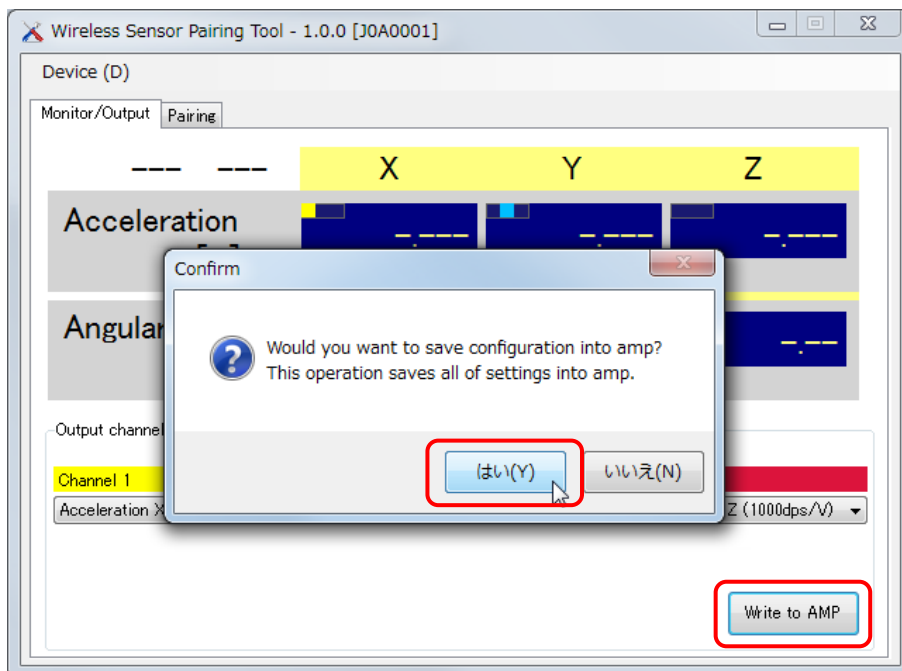 Wireless Sensor Pairing Tool - 1.0.0 [J0A0001]
Device (D)
Monitor/Output Pairing
--- --- X Y Z
Acceleration
-.--- -.--- -.---
Confirm
Angular
-.--
Would you want to save configuration into amp?
This operation saves all of settings into amp.
Output channel
はい(Y) いいえ(N)
Channel 1
Acceleration X Z (1000dps/V)
Write to AMP